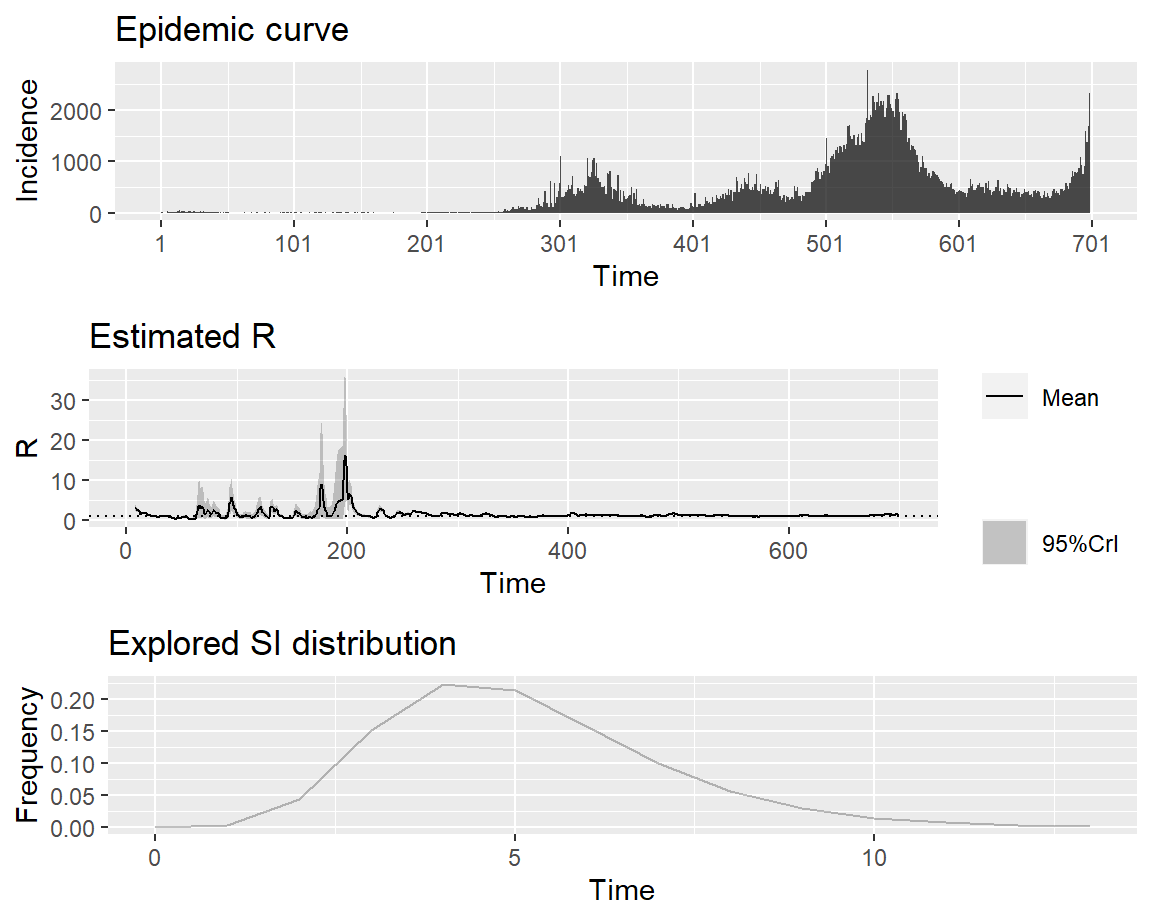 Epidemic curve
Incidence
2000
1000
0
1 101 201 301 401 501 601 701
Time
Estimated R
R
30
20
10
0
0 200 400 600
Time
Mean
95%CrI
Explored SI distribution
Frequency
0.20
0.15
0.10
0.05
0.00
0 5 10
Time